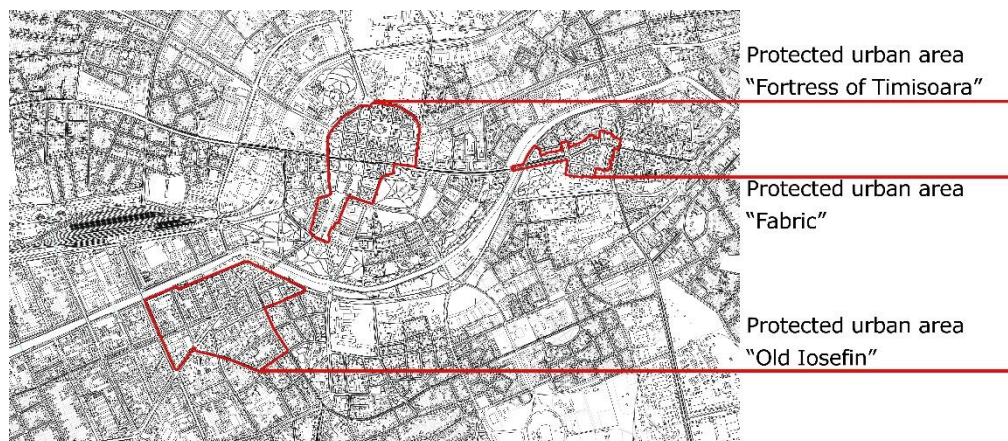 Protected urban area
“Fortress of Timisoara”
Protected urban area
“Fabric”
Protected urban area
“Old Iosefin”